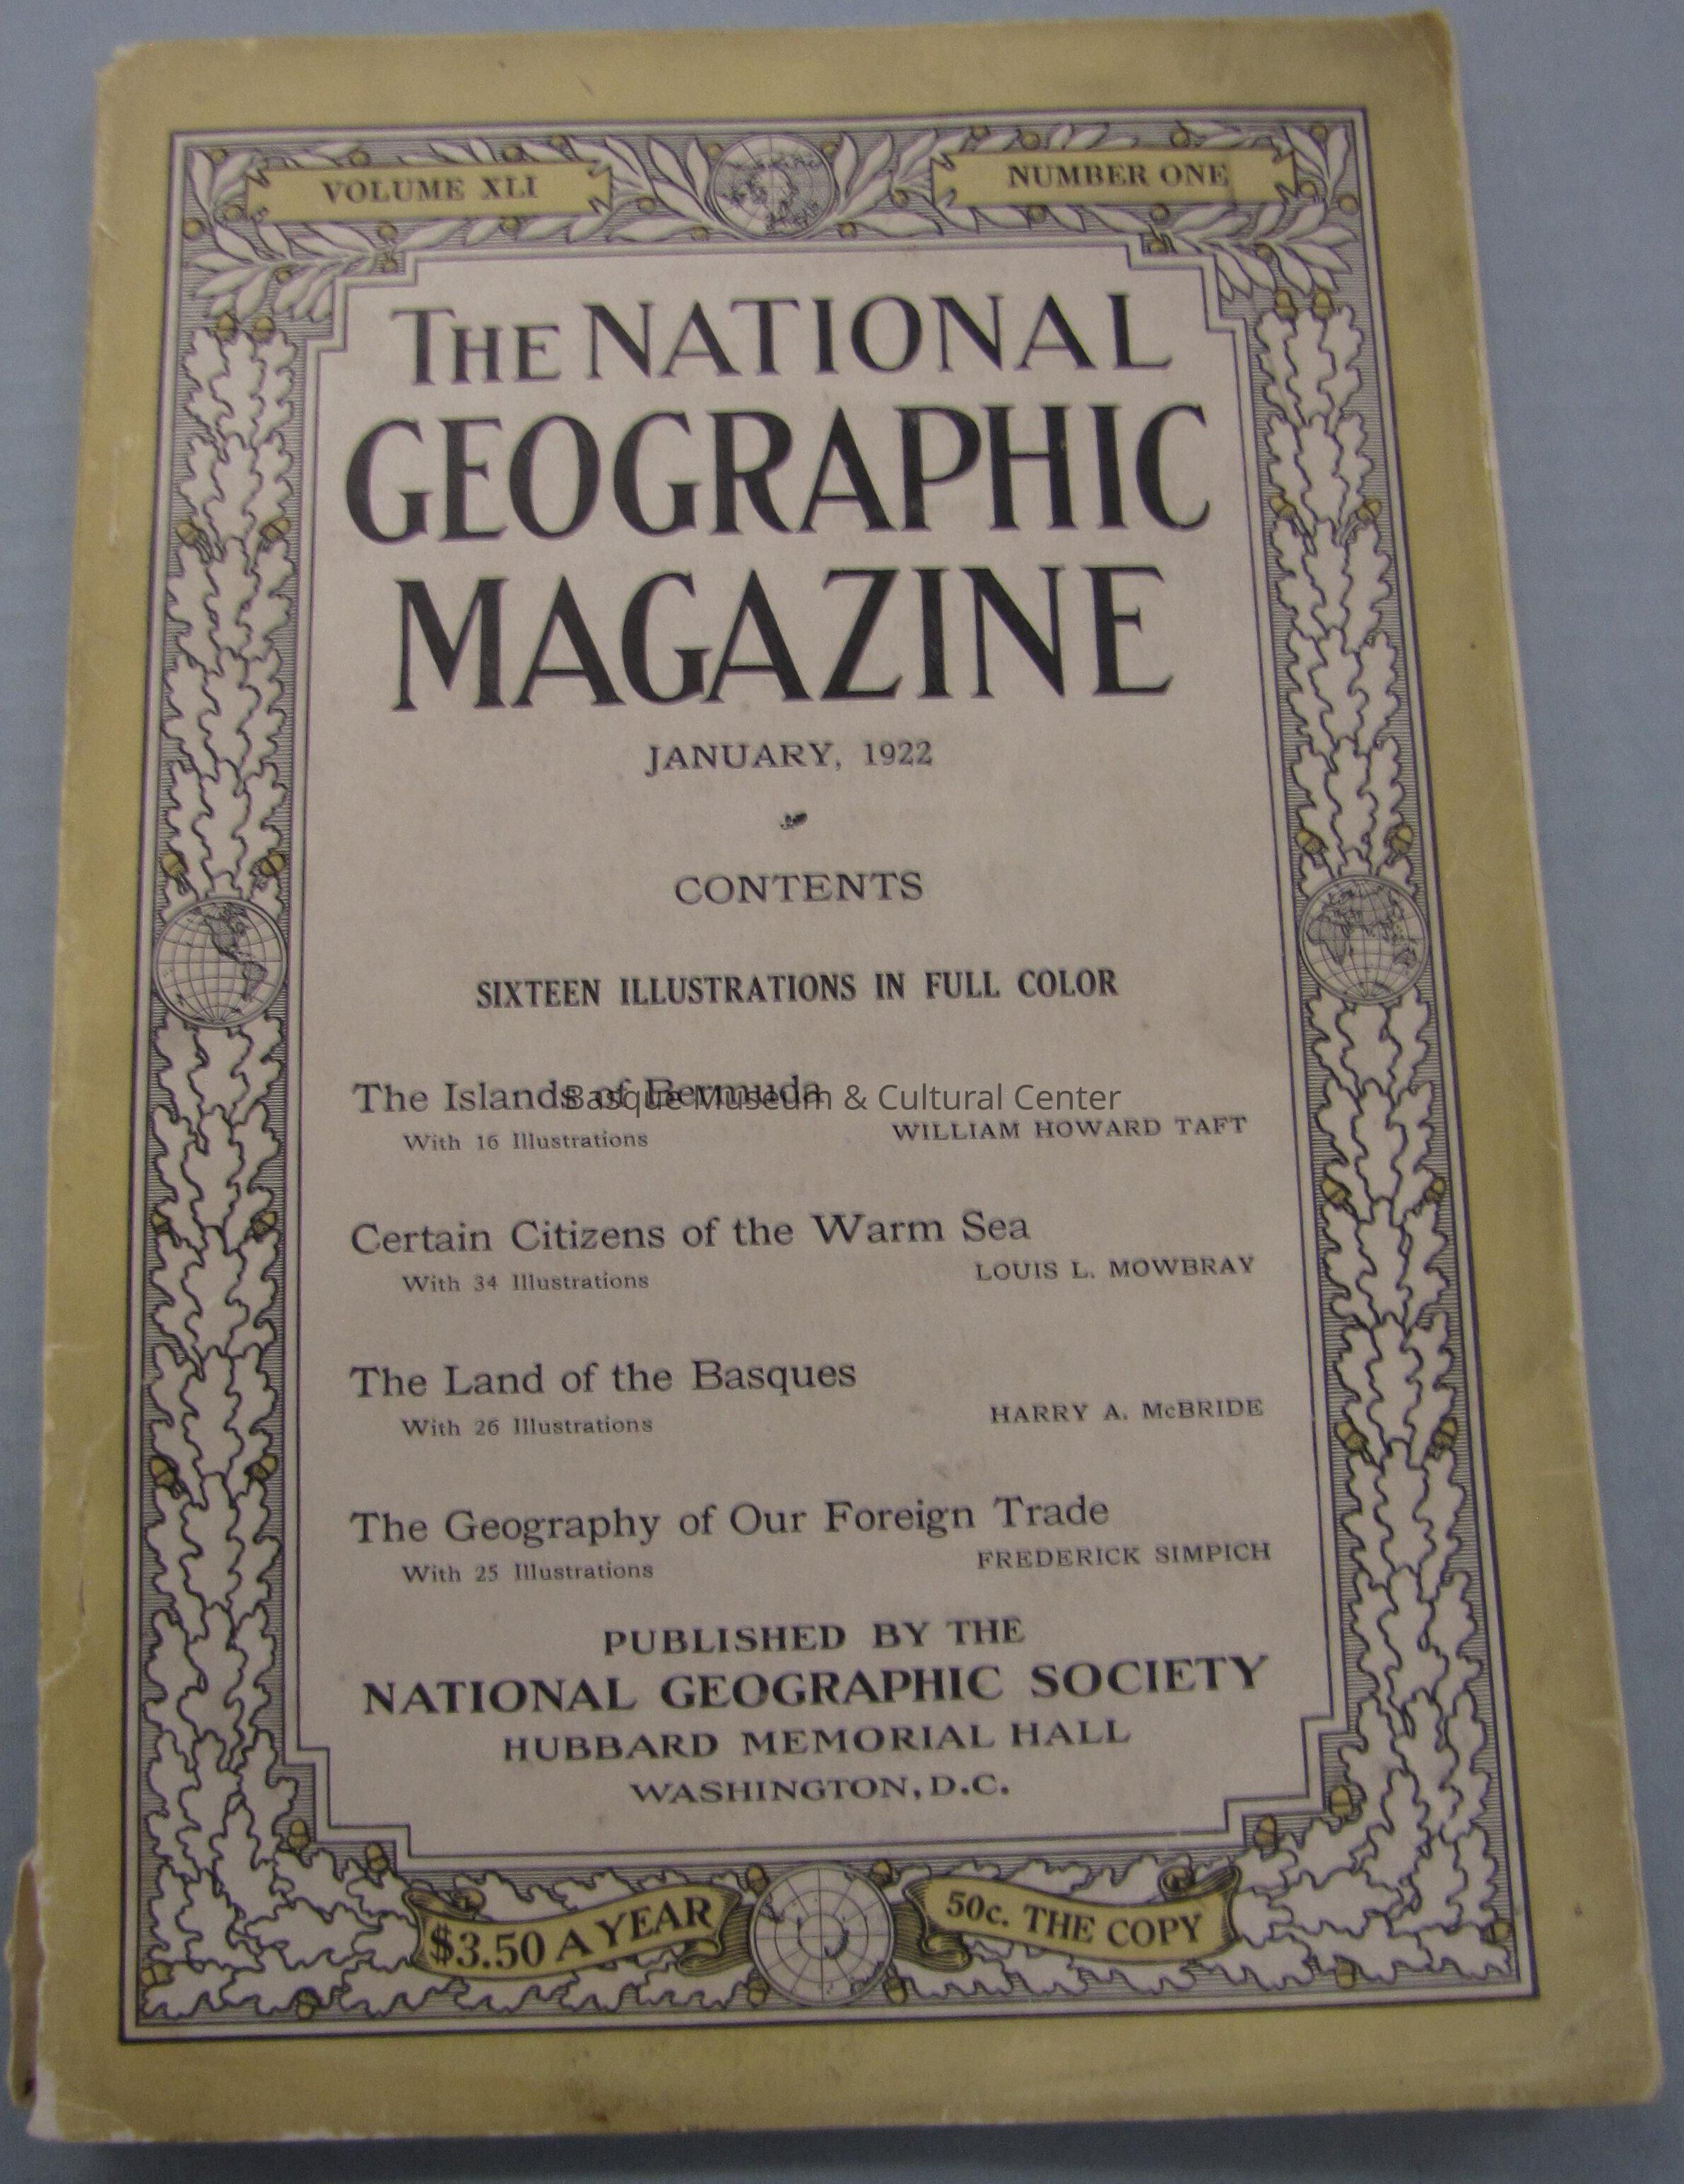 VOLUME XLI
NUMBER ONE
THE NATIONAL
GEOGRAPHIC
MAGAZINE
JANUARY, 1922
CONTENTS
SIXTEEN ILLUSTRATIONS IN FULL COLOR
The Islands of Bermuda
Basque Museum & Cultural Center
With 16 Illustrations WILLIAM HOWARD TAFT
Certain Citizens of the Warm Sea
With 34 Illustrations LOUIS L. MOWBRAY
The Land of the Basques
With 26 Illustrations HARRY A. McBRIDE
The Geography of Our Foreign Trade
With 25 Illustrations FREDERICK SIMPICH
PUBLISHED BY THE
NATIONAL GEOGRAPHIC SOCIETY
HUBBARD MEMORIAL HALL
WASHINGTON, D.C.
$3.50 A YEAR
50c. THE COPY